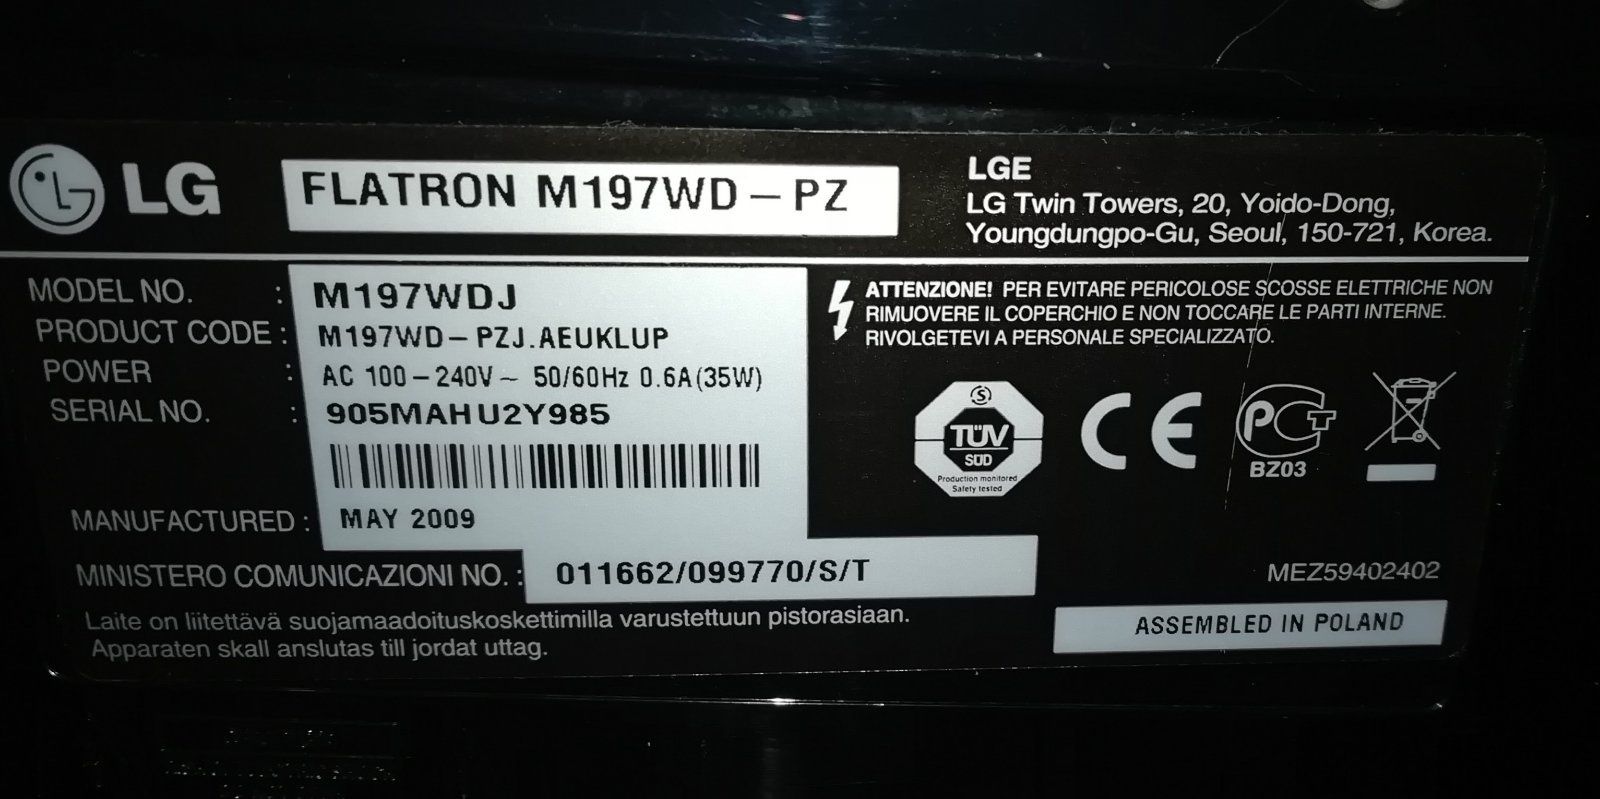 LG
FLATRON M197WD-PZ
LGE
LG Twin Towers, 20, Yoido-Dong,
Youngdungpo-Gu, Seoul, 150-721, Korea.
MODEL NO. : M197WDJ
PRODUCT CODE : M197WD-PZJ.AEUKLUP
POWER : AC 100-240V~ 50/60Hz 0.6A(35W)
SERIAL NO. : 905MAHU2Y985
MANUFACTURED : MAY 2009
MINISTERO COMUNICAZIONI NO. : 011662/099770/S/T
Laite on liitettävä suojamaadoituskoskettimilla varustettuun pistorasiaan.
Apparaten skall anslutas till jordat uttag.
ATTENZIONE! PER EVITARE PERICOLOSE SCOSSE ELETTRICHE NON
RIMUOVERE IL COPERCHIO E NON TOCCARE LE PARTI INTERNE.
RIVOLGETEVI A PERSONALE SPECIALIZZATO.
S
TÜV
SÜD
Production monitored
Safety tested
CE
PCT
BZ03
MEZ59402402
ASSEMBLED IN POLAND